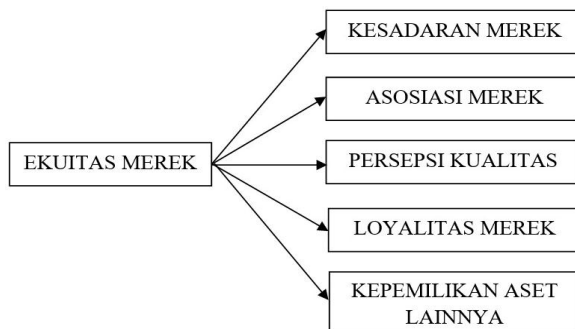 KESADARAN MEREK
ASOSIASI MEREK
EKUITAS MEREK
PERSEPSI KUALITAS
LOYALITAS MEREK
KEPEMILIKAN ASET
LAINNYA